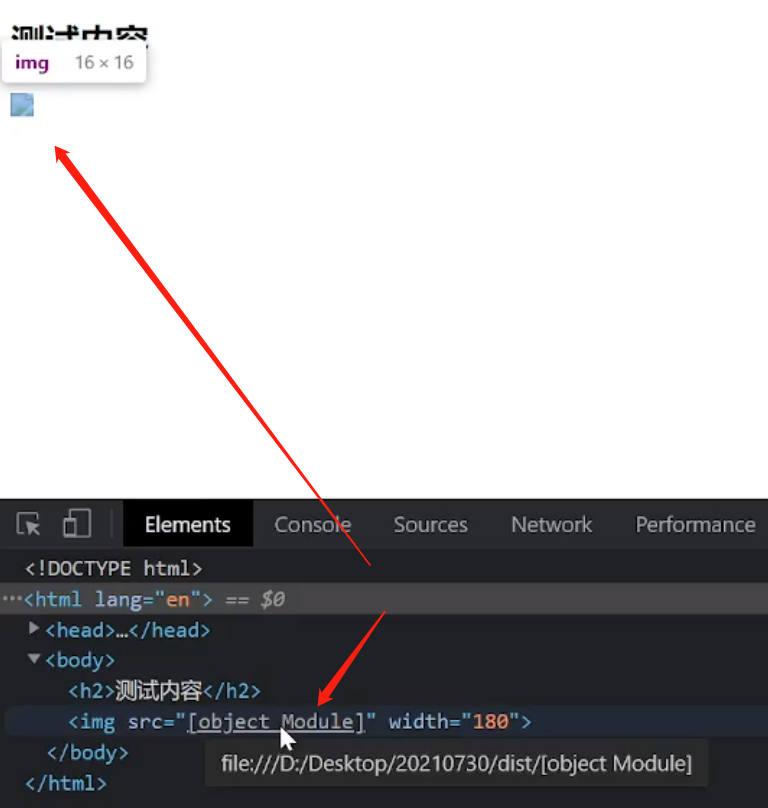 测试内容
img 16 × 16
Elements Console Sources Network Performance
<!DOCTYPE html>
···<html lang="en"> == $0
▶<head>…</head>
▼<body>
<h2>测试内容</h2>
<img src="[object Module]" width="180">
</body>
file:///D:/Desktop/20210730/dist/[object Module]
</html>